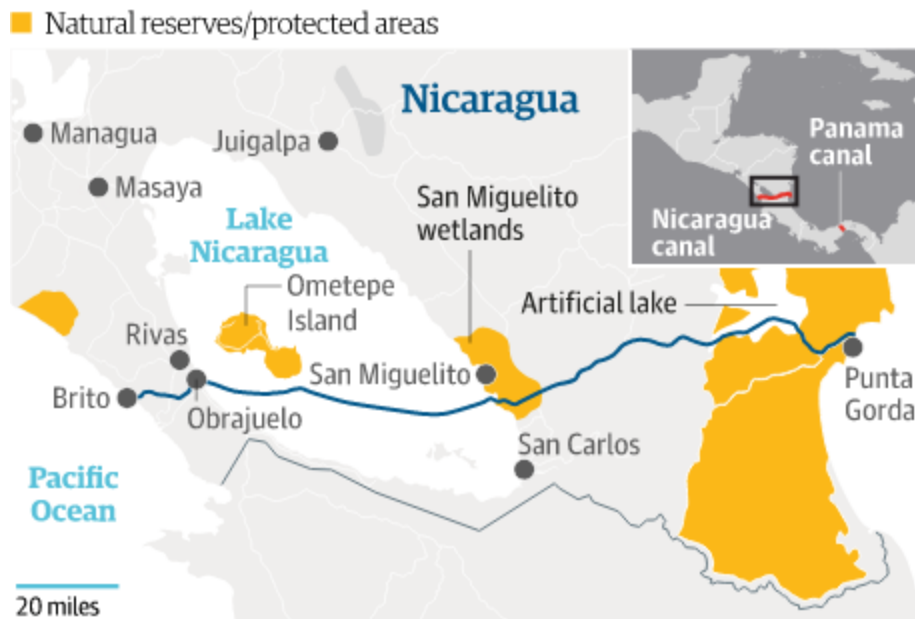 Natural reserves/protected areas
Nicaragua
Managua
Juigalpa
Masaya
Panama
canal
Nicaragua
canal
San Miguelito
wetlands
Lake
Nicaragua
Ometepe
Island
Artificial lake
Rivas
San Miguelito
Brito
Obrajuelo
Punta
Gorda
San Carlos
Pacific
Ocean
20 miles